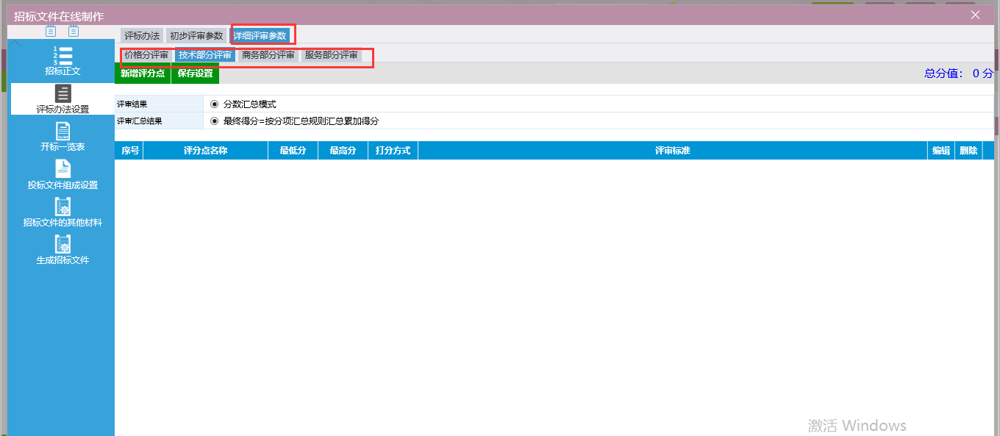 招标文件在线制作
评标办法 初步评审参数 详细评审参数
价格分评审 技术部分评审 商务部分评审 服务部分评审
新增评分点 保存设置 总分值： 0 分
1
2
3
招标正文
评标办法设置
开标一览表
投标文件组成设置
招标文件的其他材料
生成招标文件
评审结果 分数汇总模式
评审汇总结果 最终得分=按分项汇总规则汇总累加得分
序号 评分点名称 最低分 最高分 打分方式 评审标准 编辑 删除
激活 Windows